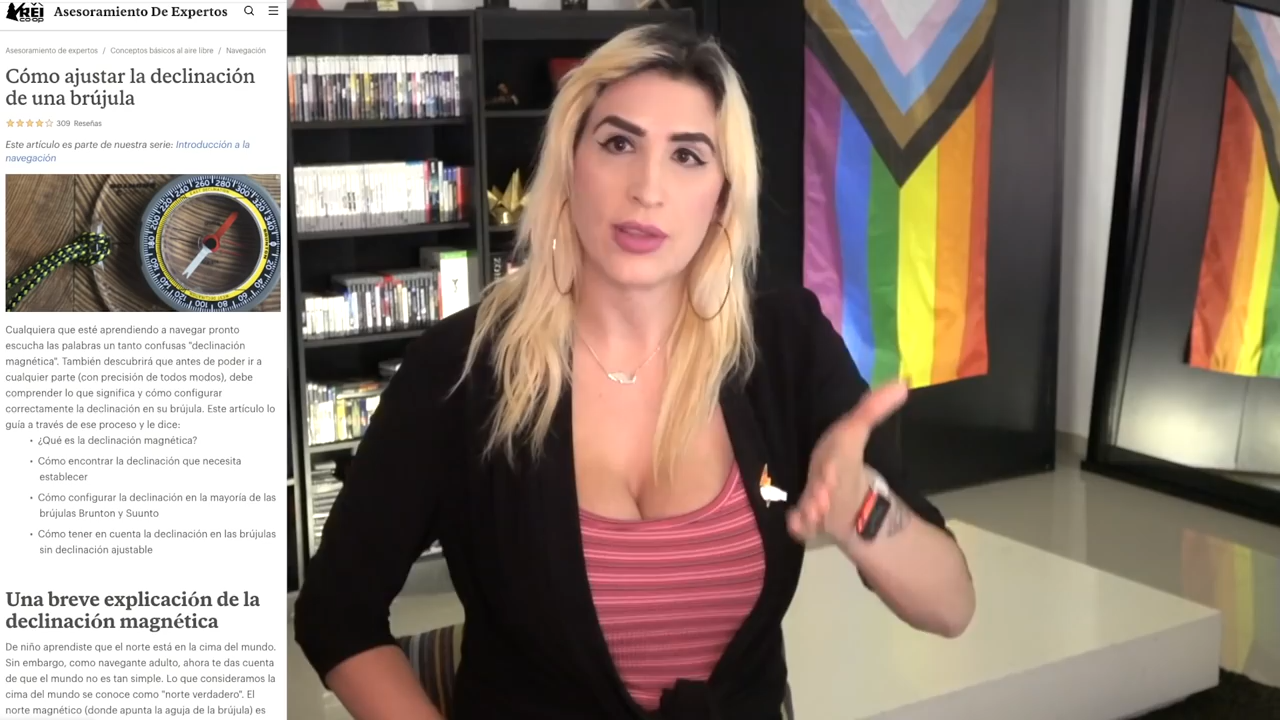 REI
co·op
Asesoramiento De Expertos
Asesoramiento de expertos / Conceptos básicos al aire libre / Navegación
Cómo ajustar la declinación
de una brújula
309 Reseñas
Este artículo es parte de nuestra serie: Introducción a la
navegación
Cualquiera que esté aprendiendo a navegar pronto
escucha las palabras un tanto confusas "declinación
magnética". También descubrirá que antes de poder ir a
cualquier parte (con precisión de todos modos), debe
comprender lo que significa y cómo configurar
correctamente la declinación en su brújula. Este artículo lo
guía a través de ese proceso y le dice:
• ¿Qué es la declinación magnética?
• Cómo encontrar la declinación que necesita
establecer
• Cómo configurar la declinación en la mayoría de las
brújulas Brunton y Suunto
• Cómo tener en cuenta la declinación en las brújulas
sin declinación ajustable
Una breve explicación de la
declinación magnética
De niño aprendiste que el norte está en la cima del mundo.
Sin embargo, como navegante adulto, ahora te das cuenta
de que el mundo no es tan simple. Lo que consideramos la
cima del mundo se conoce como "norte verdadero". El
norte magnético (donde apunta la aguja de la brújula) es